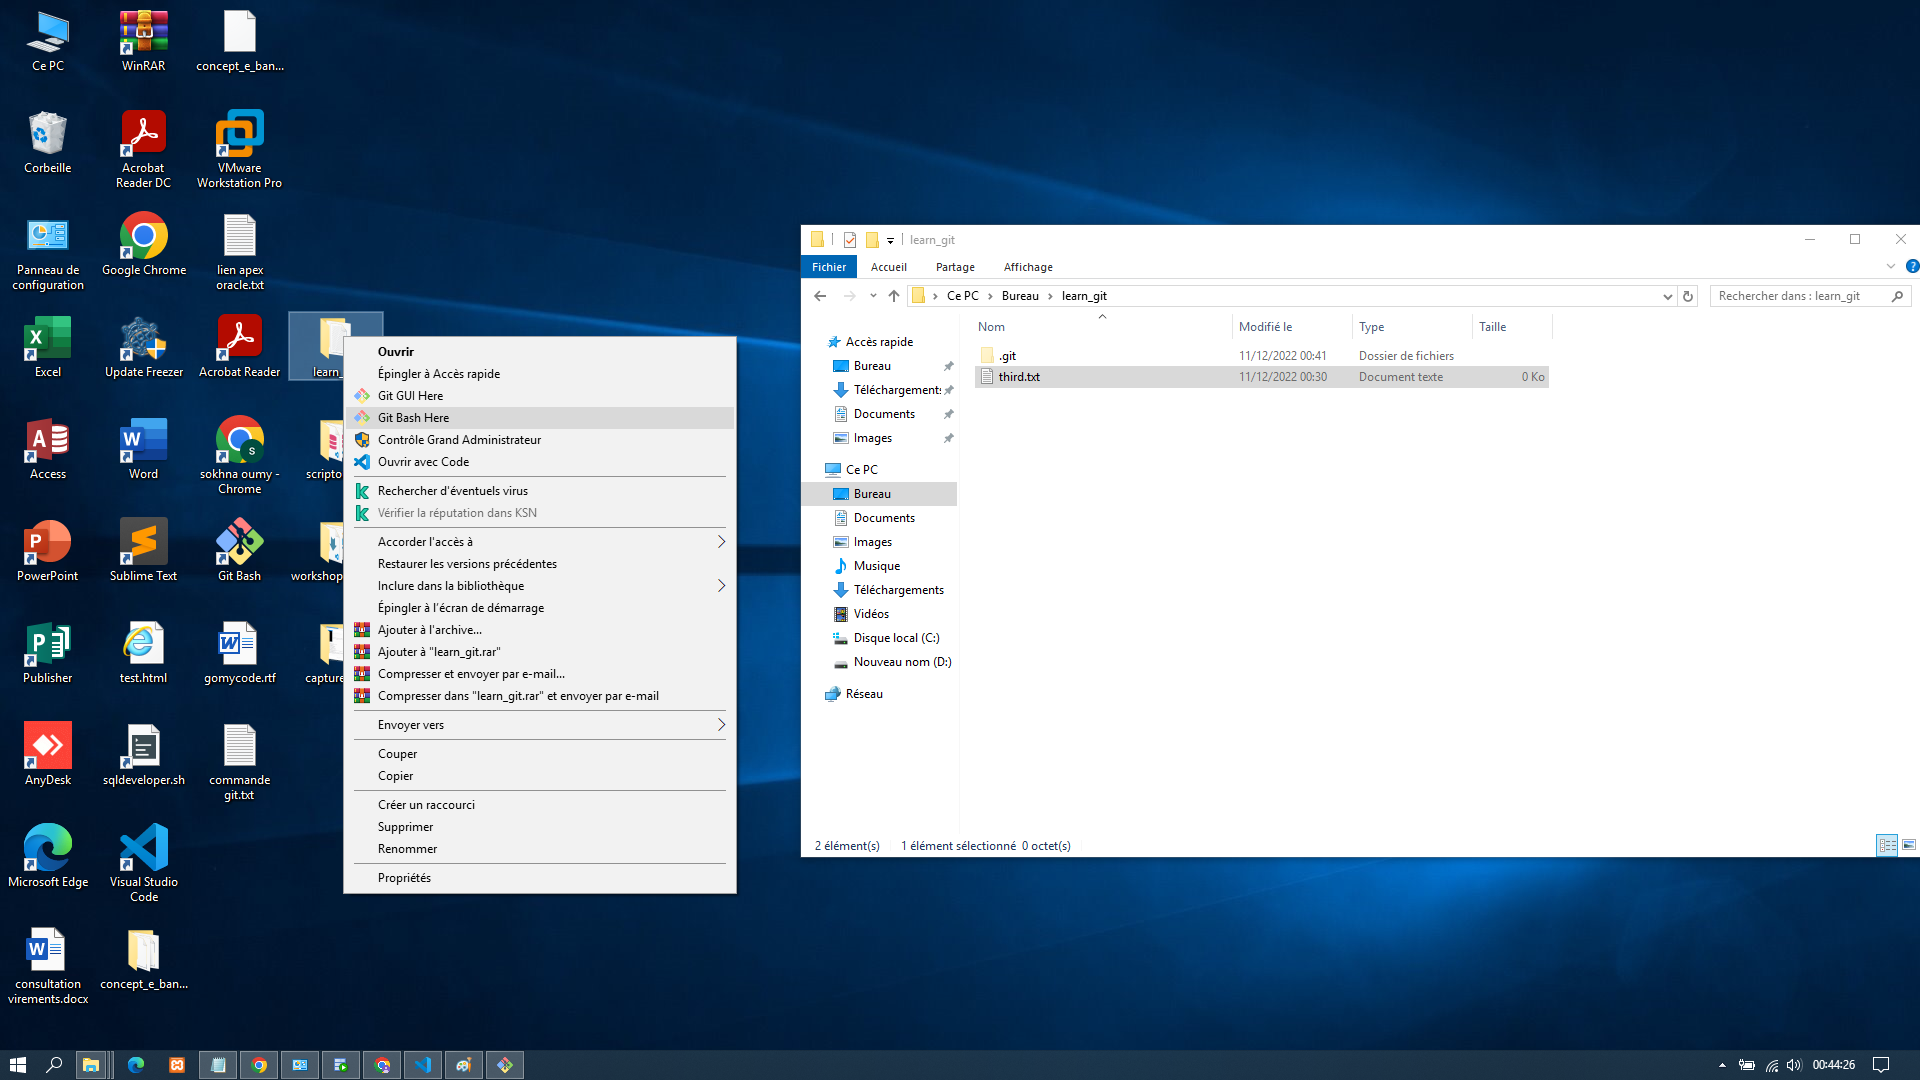 Ce PC
WinRAR
concept_e_ban...
Corbeille
Acrobat
Reader DC
VMware
Workstation Pro
Panneau de
configuration
Google Chrome
lien apex
oracle.txt
Excel
Update Freezer
Acrobat Reader
learn_
Access
Word
sokhna oumy -
Chrome
scripto
PowerPoint
Sublime Text
Git Bash
workshop
Publisher
test.html
gomycode.rtf
capture
AnyDesk
sqldeveloper.sh
commande
git.txt
Microsoft Edge
Visual Studio
Code
consultation
virements.docx
concept_e_ban...
Ouvrir
Épingler à Accès rapide
Git GUI Here
Git Bash Here
Contrôle Grand Administrateur
Ouvrir avec Code
Rechercher d'éventuels virus
Vérifier la réputation dans KSN
Accorder l'accès à
Restaurer les versions précédentes
Inclure dans la bibliothèque
Épingler à l'écran de démarrage
Ajouter à l'archive...
Ajouter à "learn_git.rar"
Compresser et envoyer par e-mail...
Compresser dans "learn_git.rar" et envoyer par e-mail
Envoyer vers
Couper
Copier
Créer un raccourci
Supprimer
Renommer
Propriétés
learn_git
Fichier Accueil Partage Affichage
Ce PC Bureau learn_git
Rechercher dans : learn_git
Accès rapide
Bureau
Téléchargements
Documents
Images
Ce PC
Bureau
Documents
Images
Musique
Téléchargements
Vidéos
Disque local (C:)
Nouveau nom (D:)
Réseau
Nom Modifié le Type Taille
.git 11/12/2022 00:41 Dossier de fichiers
third.txt 11/12/2022 00:30 Document texte 0 Ko
2 élément(s) 1 élément sélectionné 0 octet(s)
00:44:26